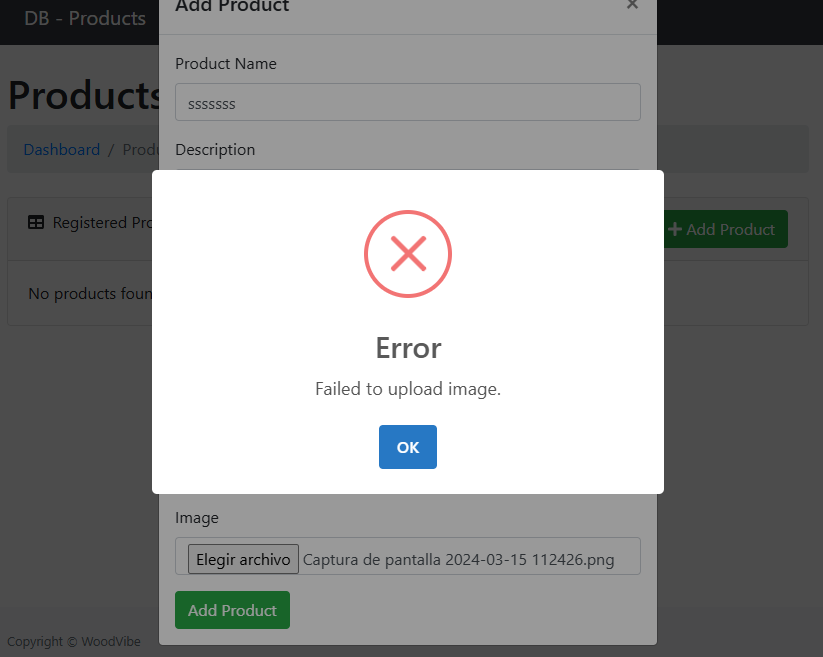 DB - Products
Add Product
×
Product Name
sssssss
Products
Dashboard / Produ
Description
Registered Pro
+ Add Product
No products foun
Error
Failed to upload image.
OK
Image
Elegir archivo Captura de pantalla 2024-03-15 112426.png
Add Product
Copyright © WoodVibe